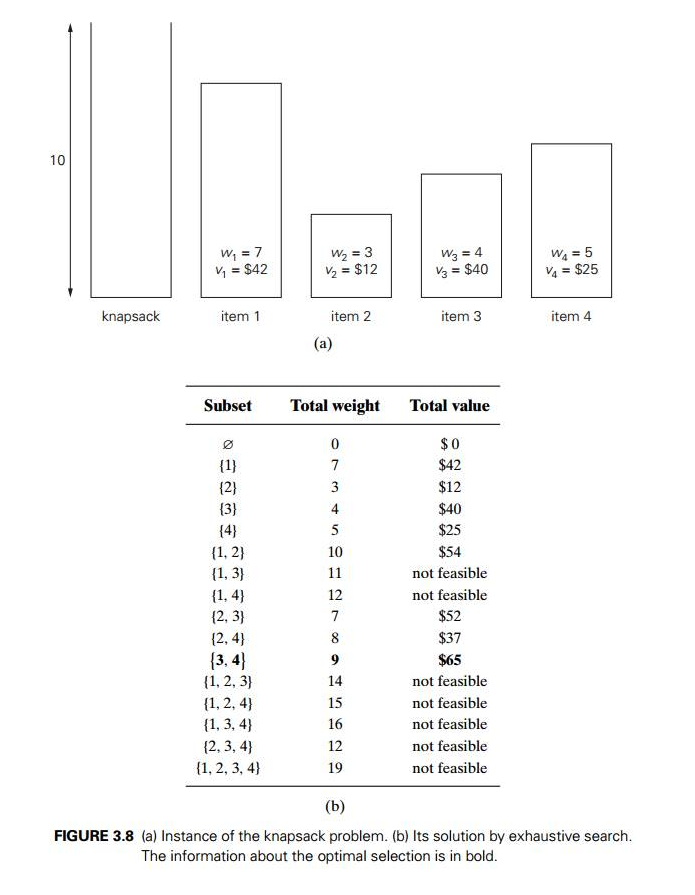 10
w₁ = 7
v₁ = $42
w₂ = 3
v₂ = $12
w₃ = 4
v₃ = $40
w₄ = 5
v₄ = $25
knapsack item 1 item 2 item 3 item 4
(a)
Subset Total weight Total value
∅ 0 $ 0
{1} 7 $42
{2} 3 $12
{3} 4 $40
{4} 5 $25
{1, 2} 10 $54
{1, 3} 11 not feasible
{1, 4} 12 not feasible
{2, 3} 7 $52
{2, 4} 8 $37
{3, 4} 9 $65
{1, 2, 3} 14 not feasible
{1, 2, 4} 15 not feasible
{1, 3, 4} 16 not feasible
{2, 3, 4} 12 not feasible
{1, 2, 3, 4} 19 not feasible
(b)
FIGURE 3.8 (a) Instance of the knapsack problem. (b) Its solution by exhaustive search.
The information about the optimal selection is in bold.